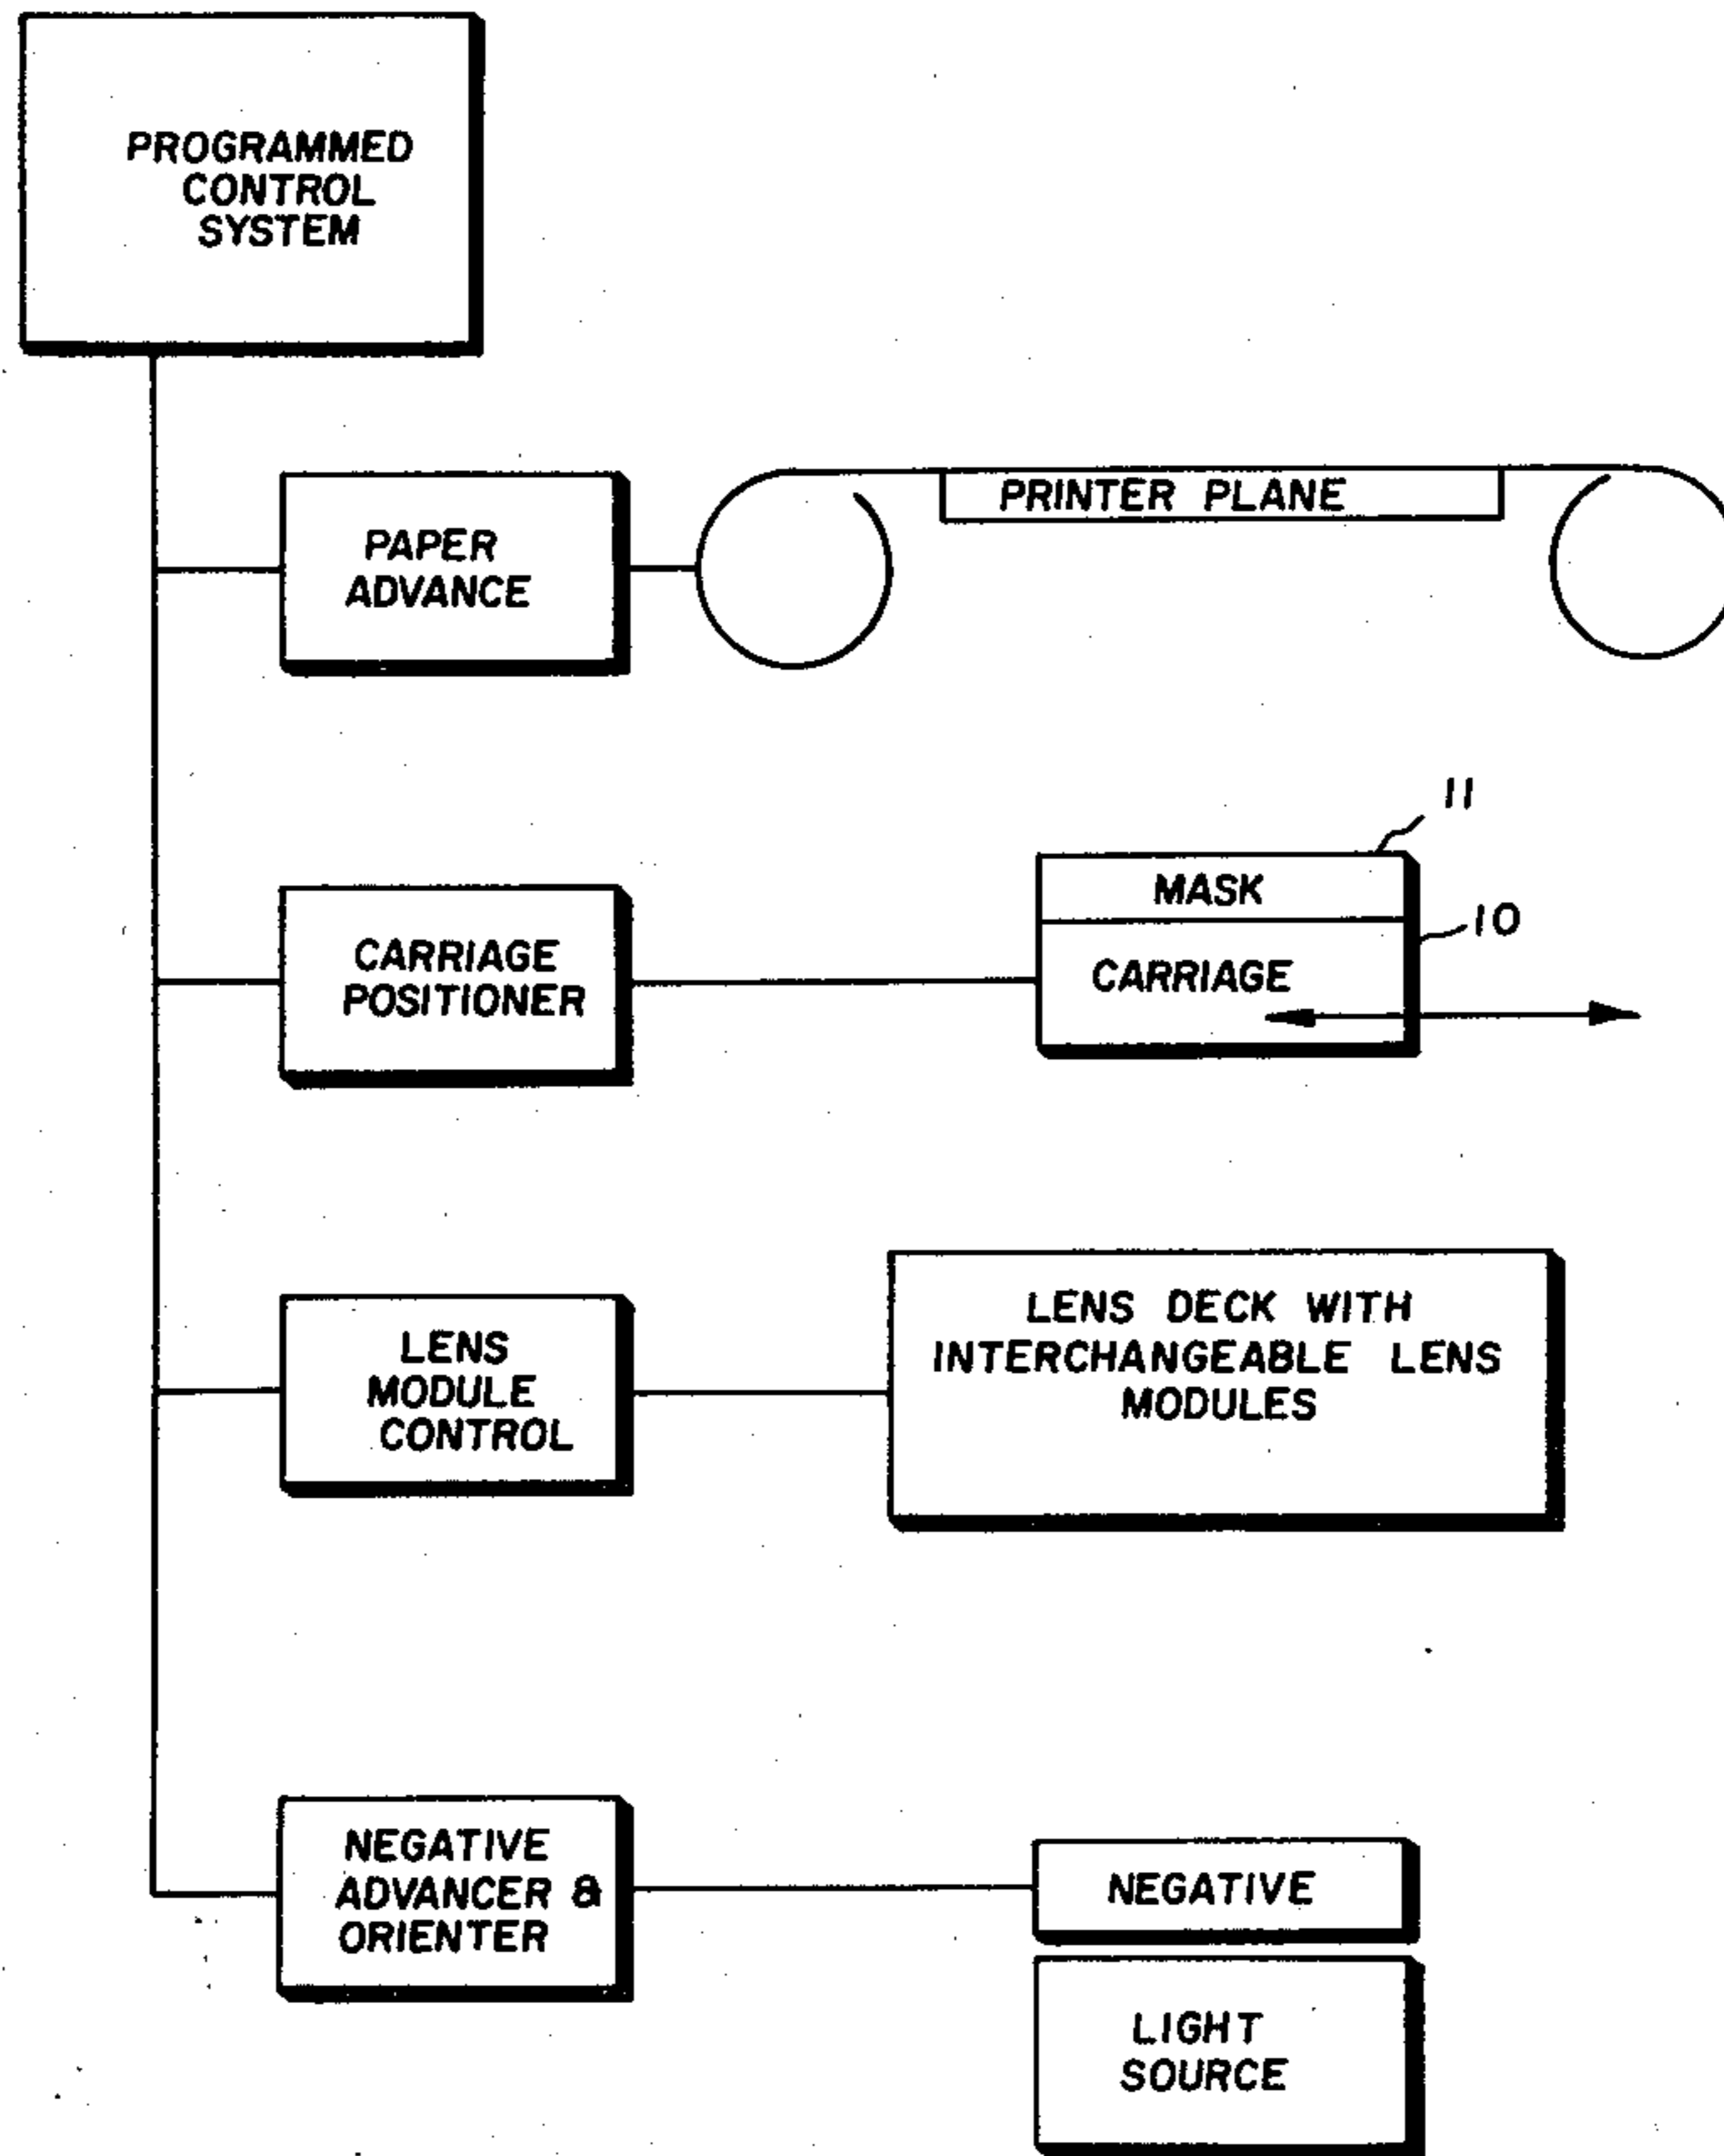 PROGRAMMED
CONTROL
SYSTEM
PAPER
ADVANCE
PRINTER PLANE
11
MASK
10
CARRIAGE
CARRIAGE
POSITIONER
LENS
MODULE
CONTROL
LENS DECK WITH
INTERCHANGEABLE LENS
MODULES
NEGATIVE
ADVANCER &
ORIENTER
NEGATIVE
LIGHT
SOURCE